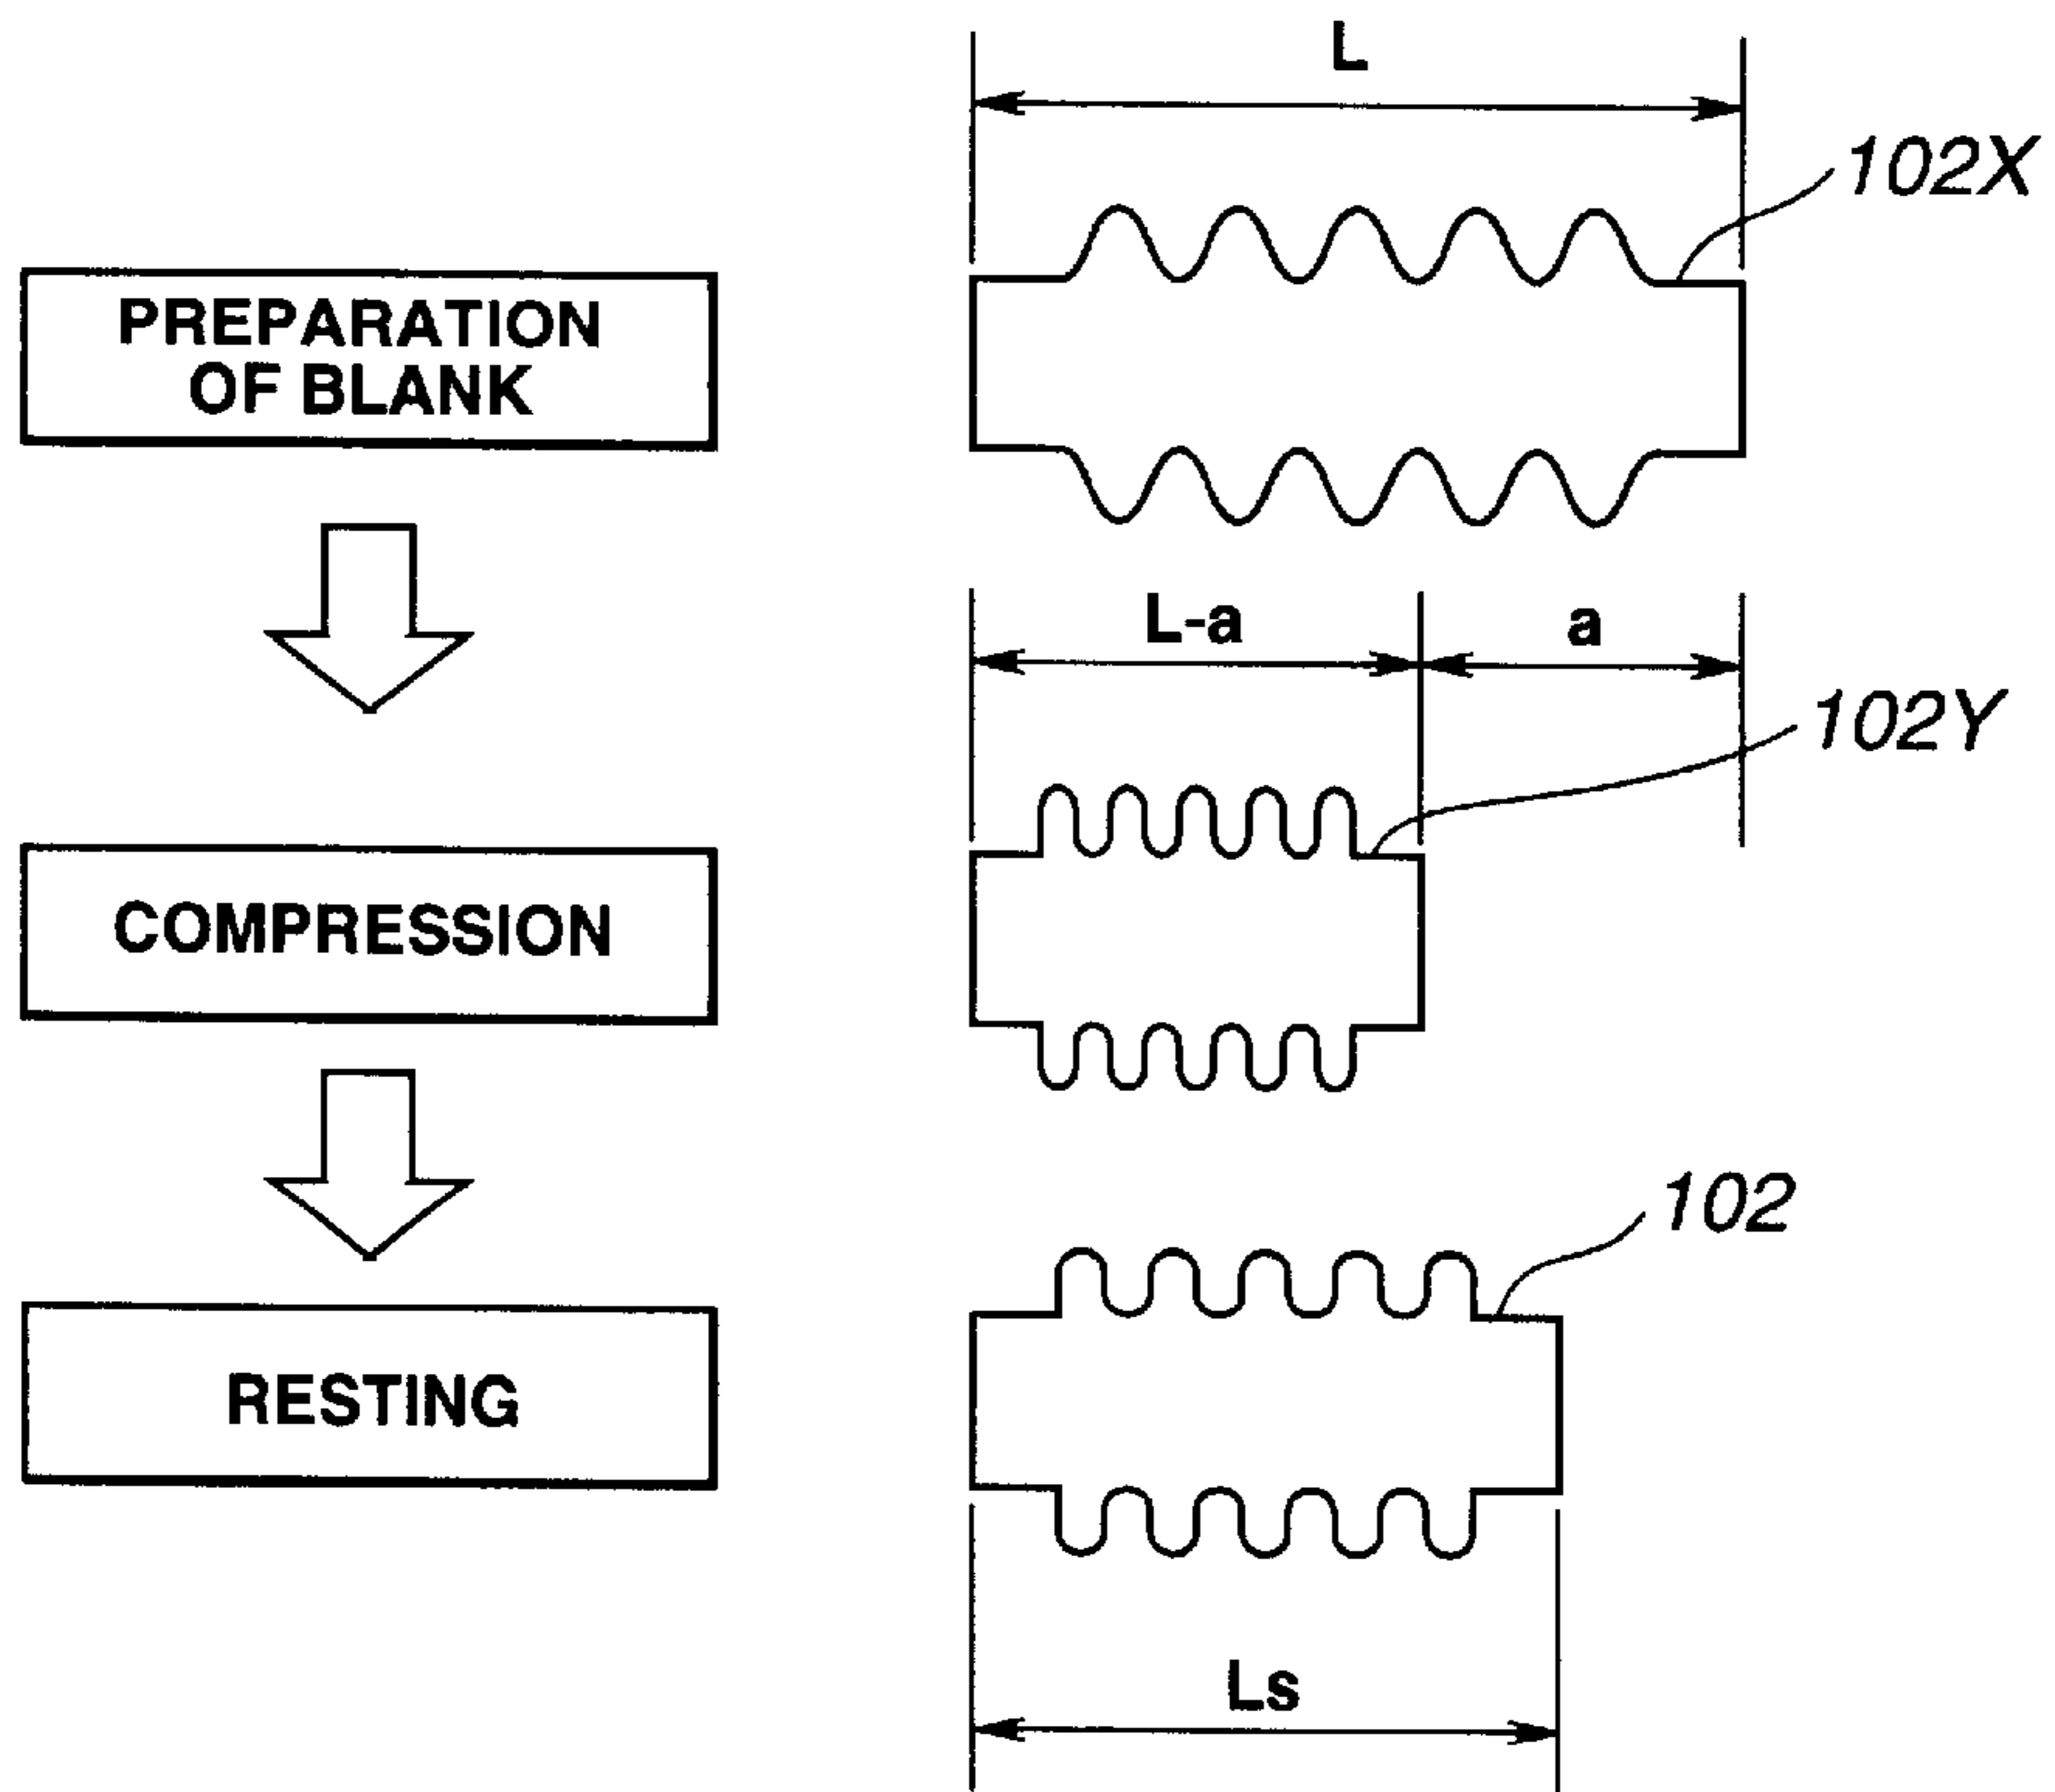 L
102X
PREPARATION
OF BLANK
L-a
a
102Y
COMPRESSION
102
RESTING
Ls